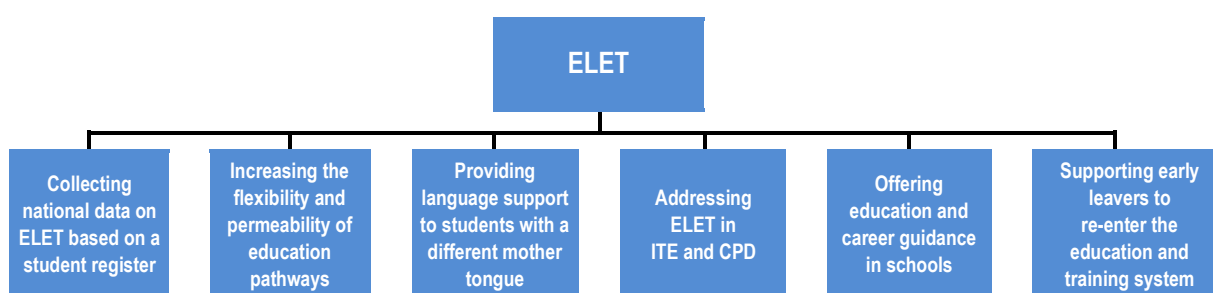 ELET
Collecting
national data on
ELET based on a
student register
Increasing the
flexibility and
permeability of
education
pathways
Providing
language support
to students with a
different mother
tongue
Addressing
ELET in
ITE and CPD
Offering
education and
career guidance
in schools
Supporting early
leavers to
re-enter the
education and
training system